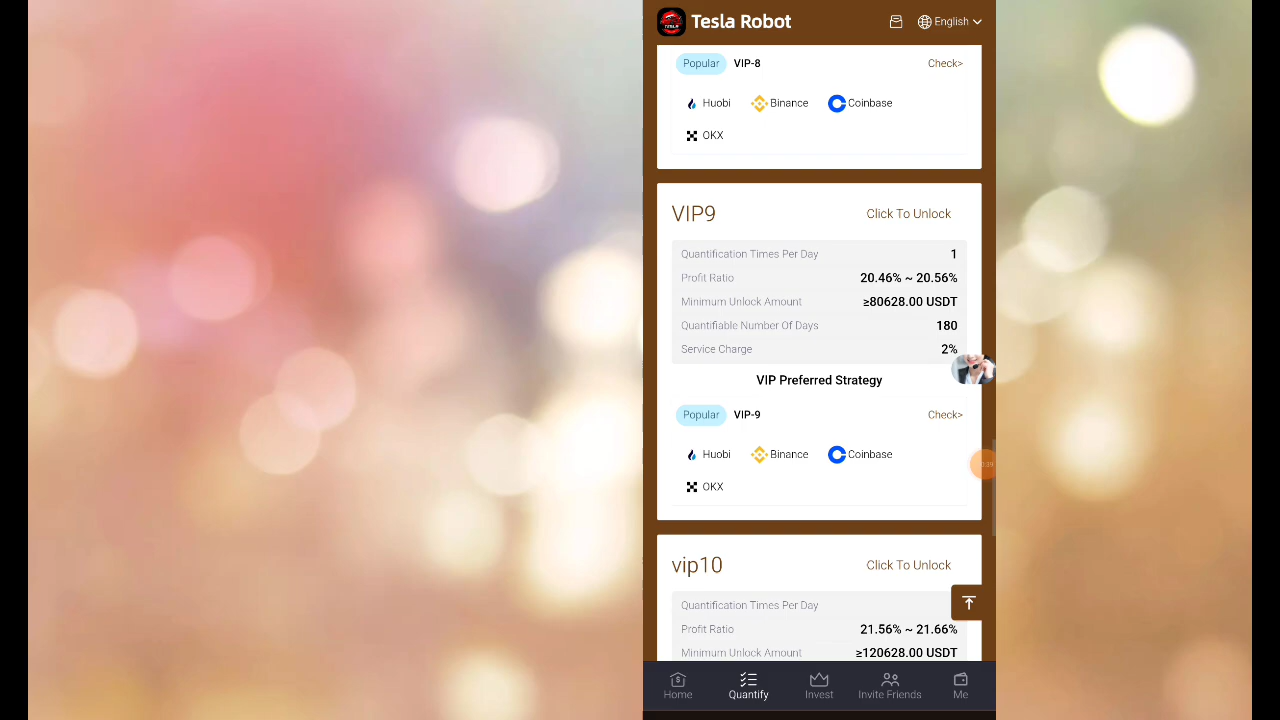 TESLA
Tesla Robot
English
Popular VIP-8 Check>
Huobi Binance Coinbase
OKX
VIP9 Click To Unlock
Quantification Times Per Day 1
Profit Ratio 20.46% ~ 20.56%
Minimum Unlock Amount ≥80628.00 USDT
Quantifiable Number Of Days 180
Service Charge 2%
VIP Preferred Strategy
Popular VIP-9 Check>
Huobi Binance Coinbase
OKX
vip10 Click To Unlock
Quantification Times Per Day
Profit Ratio 21.56% ~ 21.66%
Minimum Unlock Amount ≥120628.00 USDT
Home Quantify Invest Invite Friends Me